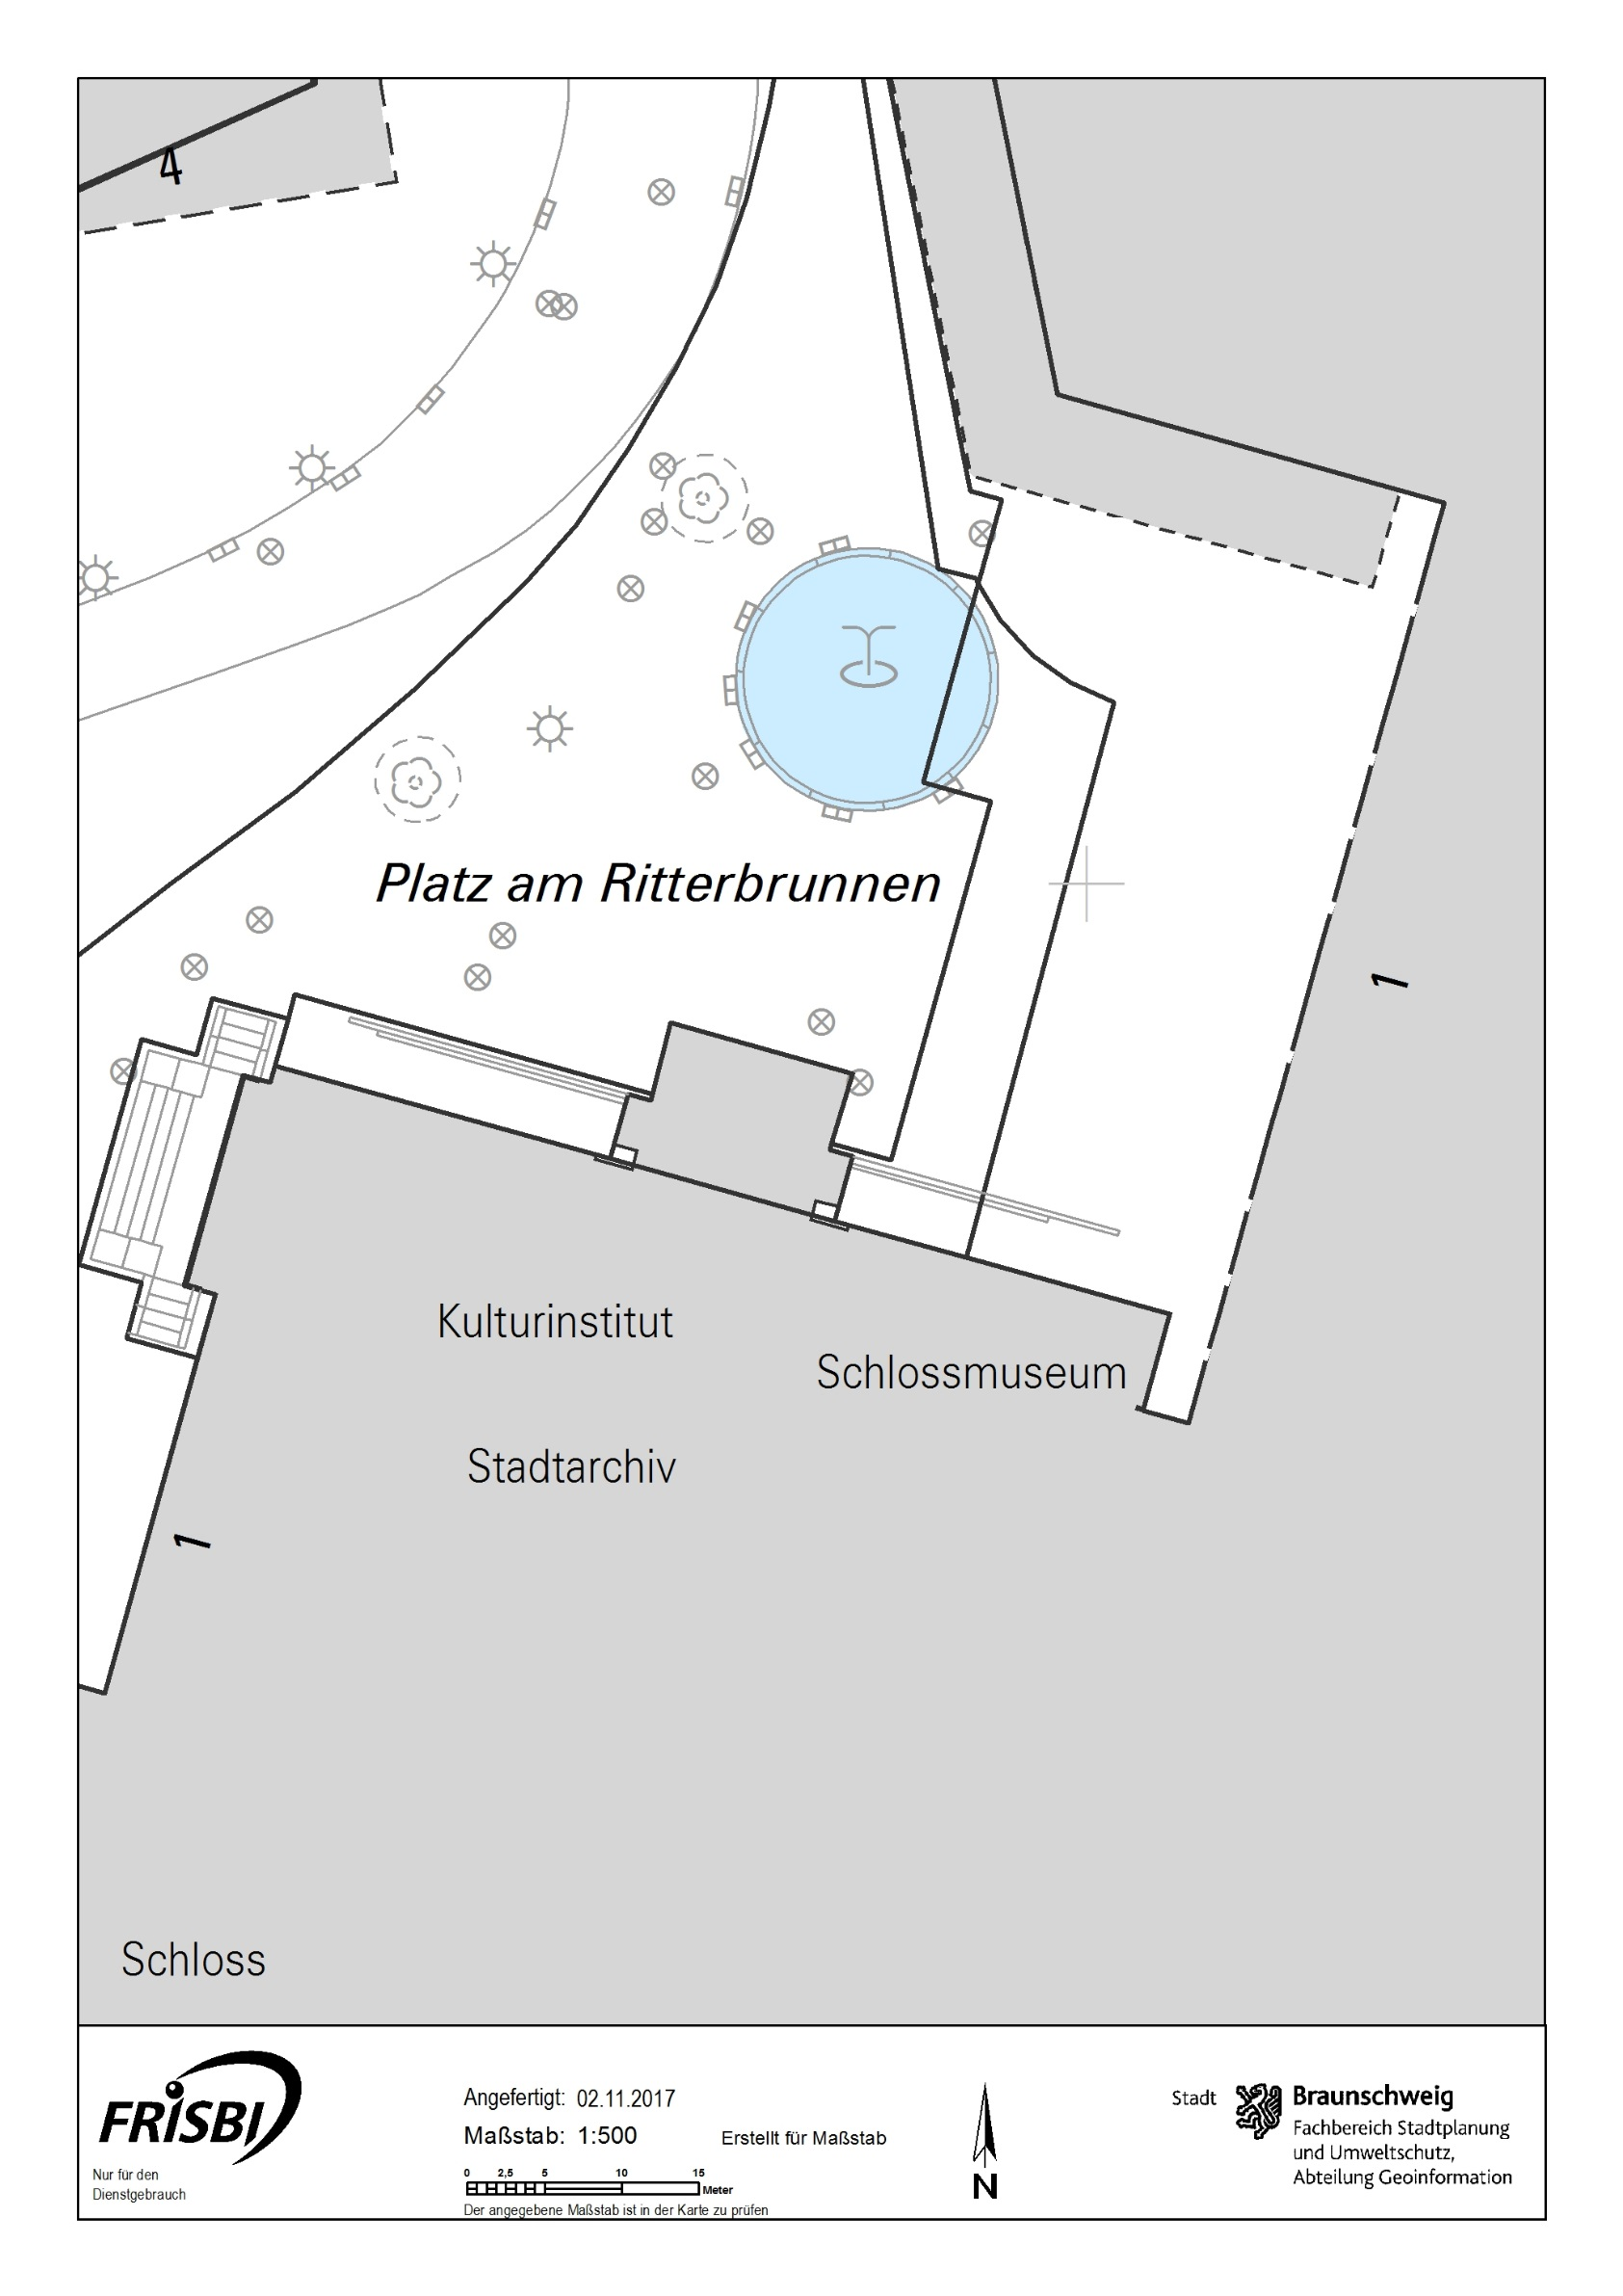 4
Platz am Ritterbrunnen
1
Kulturinstitut
Schlossmuseum
Stadtarchiv
1
Schloss
FRISBI
Nur für den
Dienstgebrauch
Angefertigt: 02.11.2017
Maßstab: 1:500
Erstellt für Maßstab
0 2,5 5 10 15
Meter
Der angegebene Maßstab ist in der Karte zu prüfen
N
Stadt Braunschweig
Fachbereich Stadtplanung
und Umweltschutz,
Abteilung Geoinformation